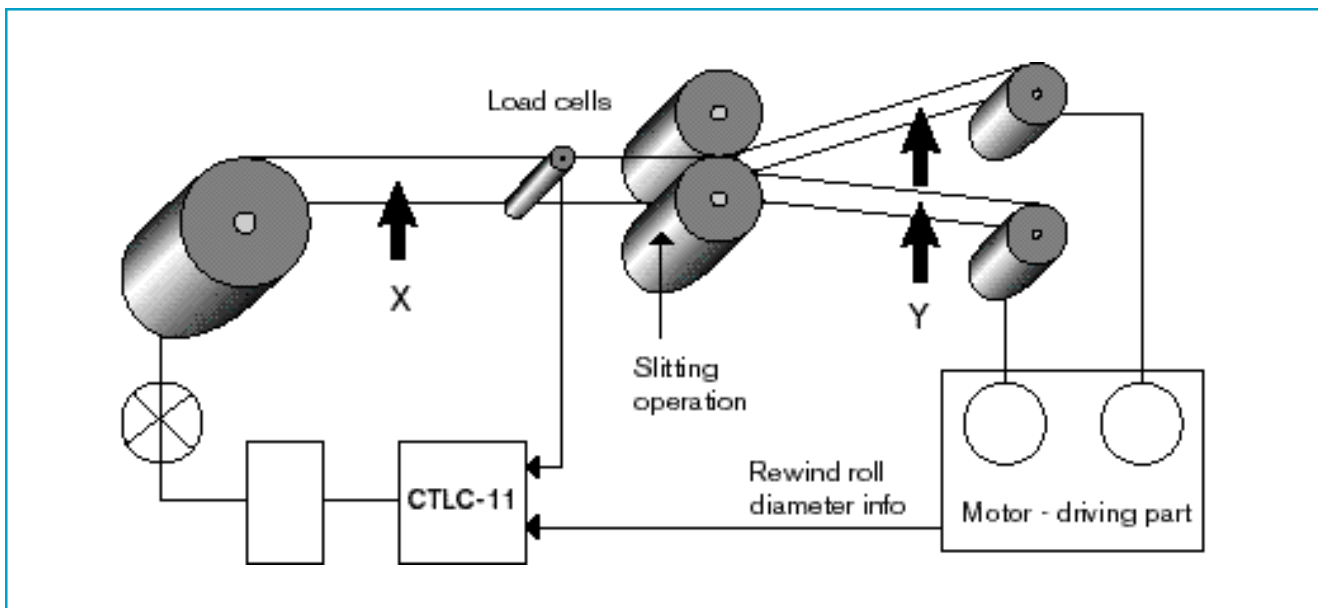 Load cells
X
Y
Slitting
operation
CTLC-11
Rewind roll
diameter info
Motor - driving part